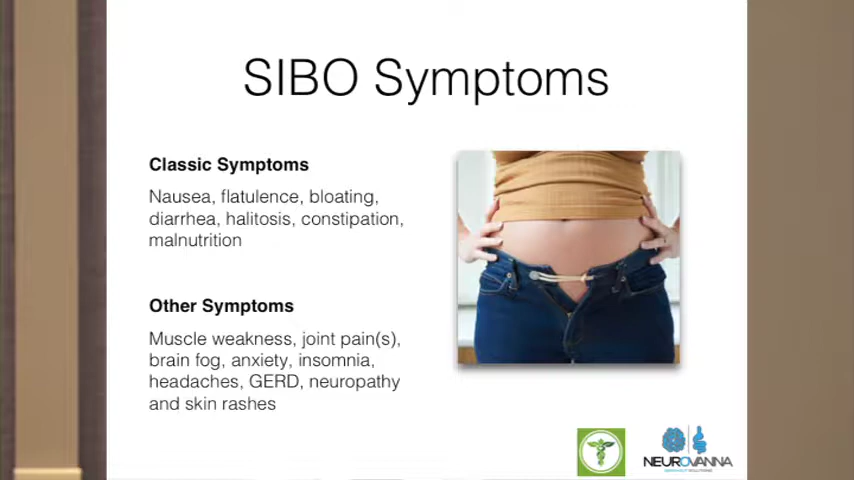 SIBO Symptoms
Classic Symptoms
Nausea, flatulence, bloating,
diarrhea, halitosis, constipation,
malnutrition
Other Symptoms
Muscle weakness, joint pain(s),
brain fog, anxiety, insomnia,
headaches, GERD, neuropathy
and skin rashes
NEUROVANNA